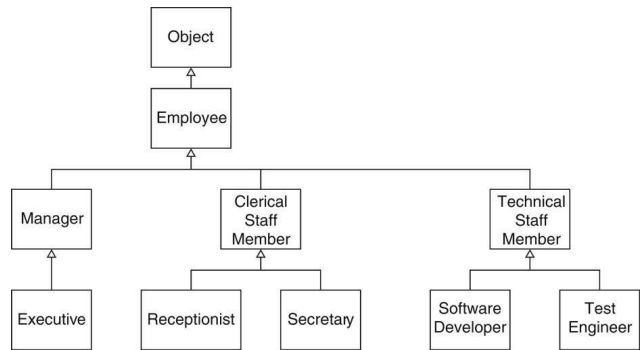 Object
Employee
Manager
Clerical
Staff
Member
Technical
Staff
Member
Executive
Receptionist
Secretary
Software
Developer
Test
Engineer